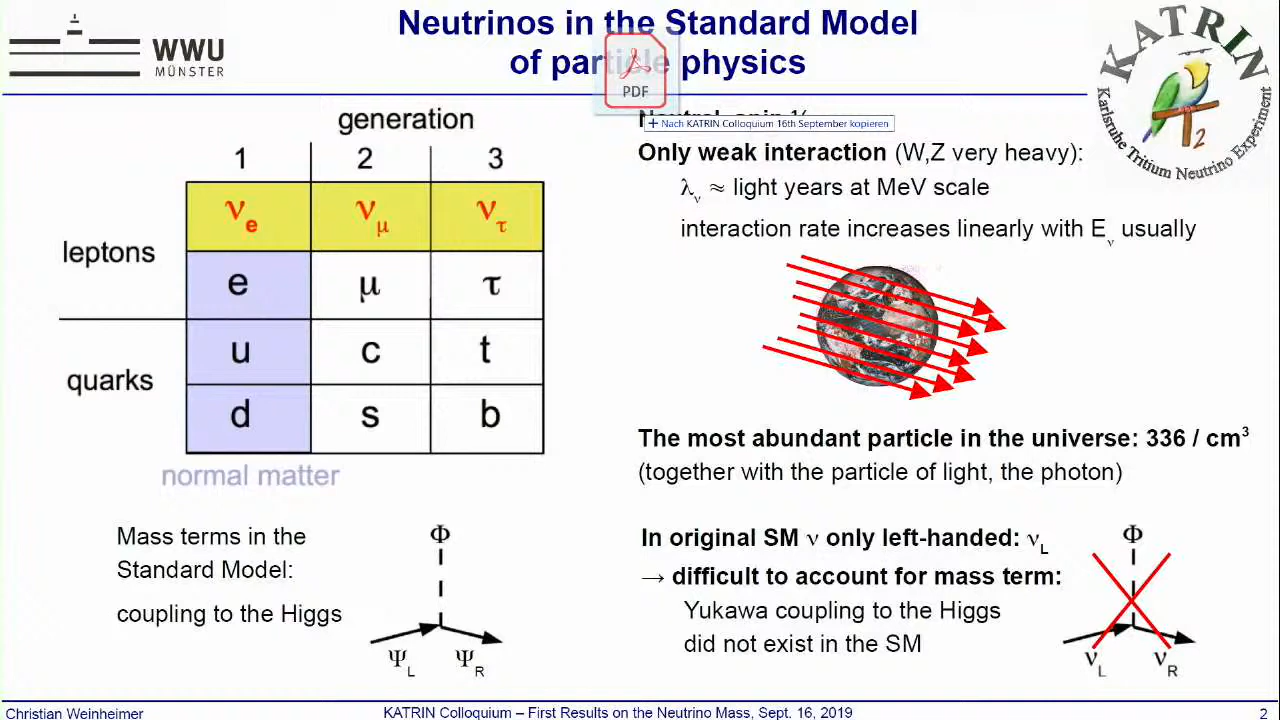 WWU
MÜNSTER
Neutrinos in the Standard Model
of particle physics
PDF
+ Nach KATRIN Colloquium 16th September kopieren
KATRIN
Karlsruhe Tritium Neutrino Experiment
generation
1 2 3
leptons
νe νμ ντ
e μ τ
quarks
u c t
d s b
normal matter
Mass terms in the
Standard Model:
coupling to the Higgs
Φ
ΨL ΨR
Neutral, spin ½
Only weak interaction (W,Z very heavy):
λν ≈ light years at MeV scale
interaction rate increases linearly with Eν usually
The most abundant particle in the universe: 336 / cm³
(together with the particle of light, the photon)
In original SM ν only left-handed: νL
→ difficult to account for mass term:
Yukawa coupling to the Higgs
did not exist in the SM
Φ
νL νR
Christian Weinheimer
KATRIN Colloquium – First Results on the Neutrino Mass, Sept. 16, 2019
2